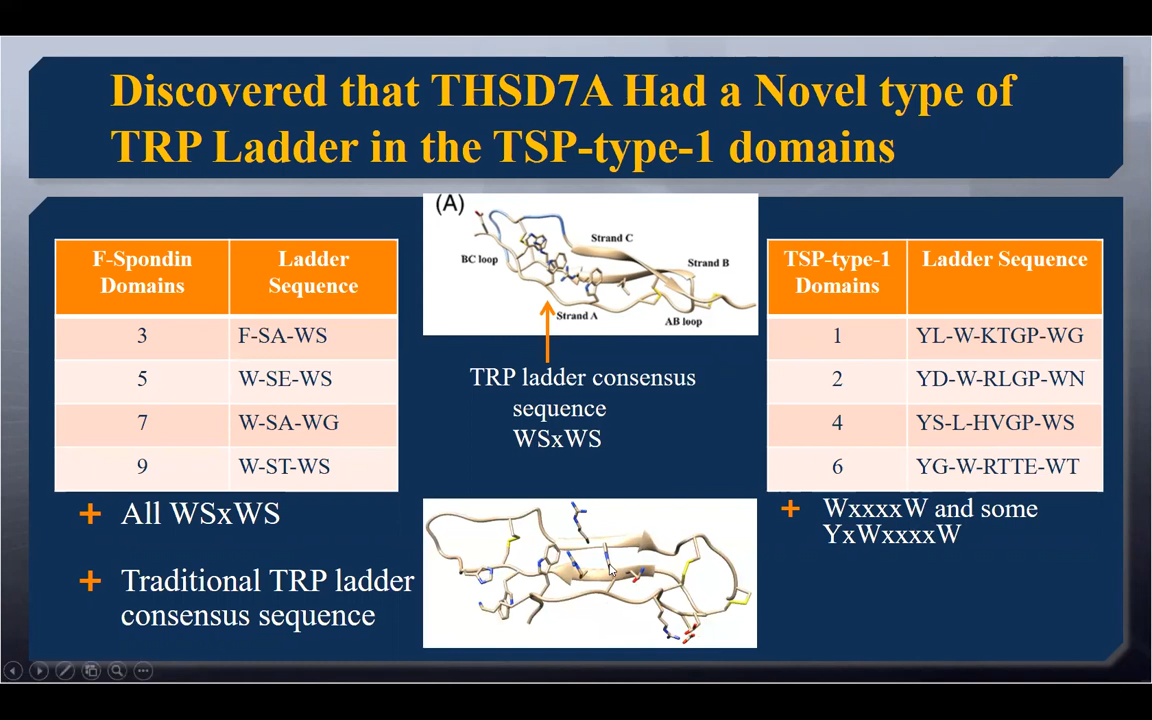 Discovered that THSD7A Had a Novel type of
TRP Ladder in the TSP-type-1 domains
F-Spondin Domains
Ladder Sequence
3
F-SA-WS
5
W-SE-WS
7
W-SA-WG
9
W-ST-WS
All WSxWS
Traditional TRP ladder
consensus sequence
(A)
Strand C
BC loop
Strand B
Strand A
AB loop
TRP ladder consensus
sequence
WSxWS
TSP-type-1 Domains
Ladder Sequence
1
YL-W-KTGP-WG
2
YD-W-RLGP-WN
4
YS-L-HVGP-WS
6
YG-W-RTTE-WT
WxxxxW and some
YxWxxxxW